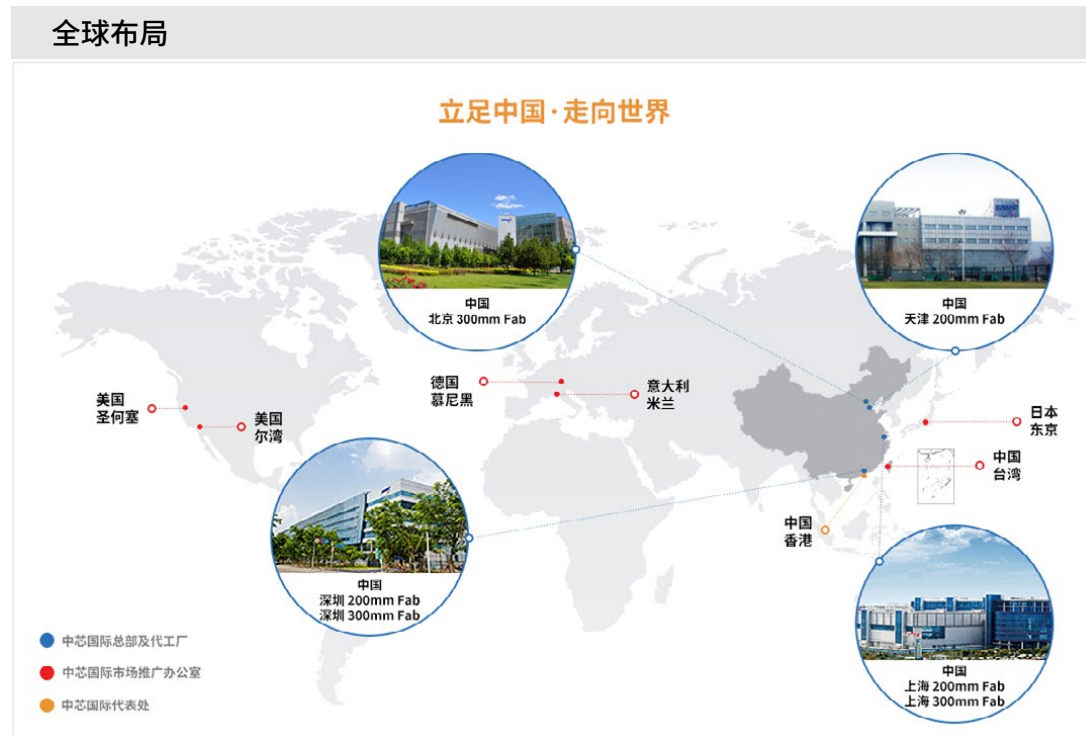 全球布局
立足中国·走向世界
中国
北京 300mm Fab
SMIC
中国
天津 200mm Fab
美国
圣何塞
美国
尔湾
德国
慕尼黑
意大利
米兰
日本
东京
中国
台湾
中国
香港
中国
深圳 200mm Fab
深圳 300mm Fab
中国
上海 200mm Fab
上海 300mm Fab
中芯国际总部及代工厂
中芯国际市场推广办公室
中芯国际代表处